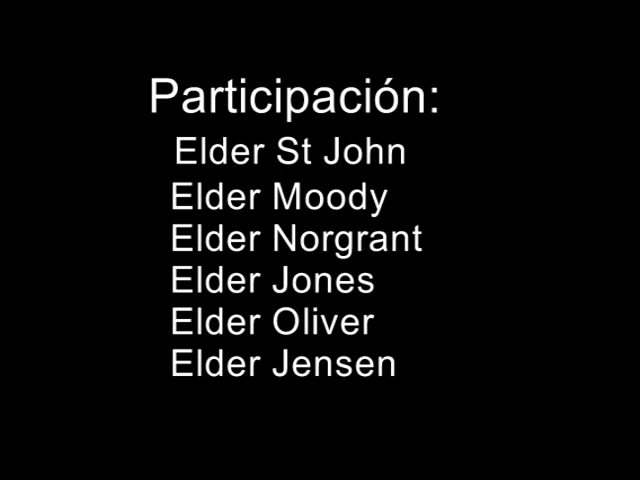 Participación:
Elder St John
Elder Moody
Elder Norgrant
Elder Jones
Elder Oliver
Elder Jensen